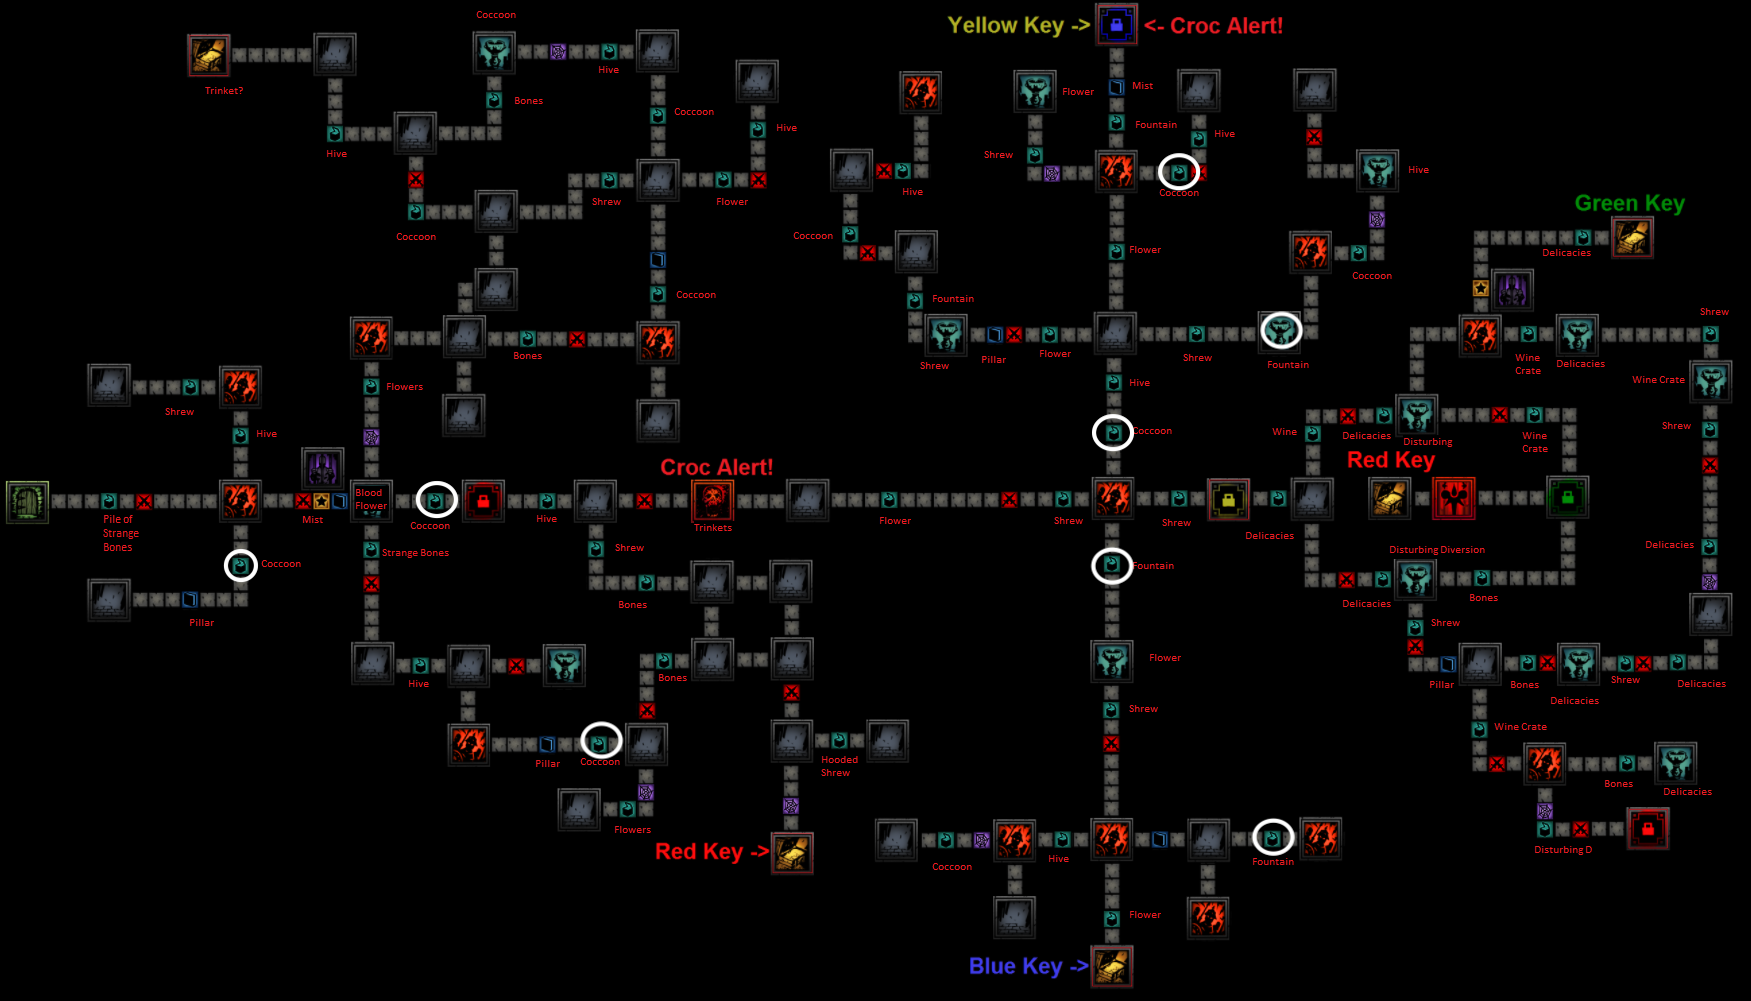 Coccoon
Yellow Key ->
<- Croc Alert!
Hive
Trinket?
Bones
Mist
Flower
Coccoon
Fountain
Hive
Hive
Hive
Shrew
Hive
Coccoon
Hive
Shrew
Flower
Green Key
Coccoon
Coccoon
Flower
Delicacies
Coccoon
Coccoon
Fountain
Shrew
Bones
Shrew
Pillar
Flower
Shrew
Fountain
Wine
Crate
Delicacies
Wine Crate
Flowers
Hive
Shrew
Hive
Coccoon
Wine
Delicacies
Disturbing
Wine
Crate
Shrew
Croc Alert!
Red Key
Blood
Flower
Mist
Pile of
Strange
Bones
Coccoon
Hive
Trinkets
Flower
Shrew
Shrew
Delicacies
Strange Bones
Shrew
Disturbing Diversion
Delicacies
Coccoon
Fountain
Bones
Delicacies
Bones
Pillar
Shrew
Flower
Bones
Hive
Pillar
Bones
Delicacies
Shrew
Delicacies
Shrew
Wine Crate
Pillar
Coccoon
Hooded
Shrew
Bones
Delicacies
Flowers
Red Key ->
Coccoon
Hive
Fountain
Disturbing D
Flower
Blue Key ->